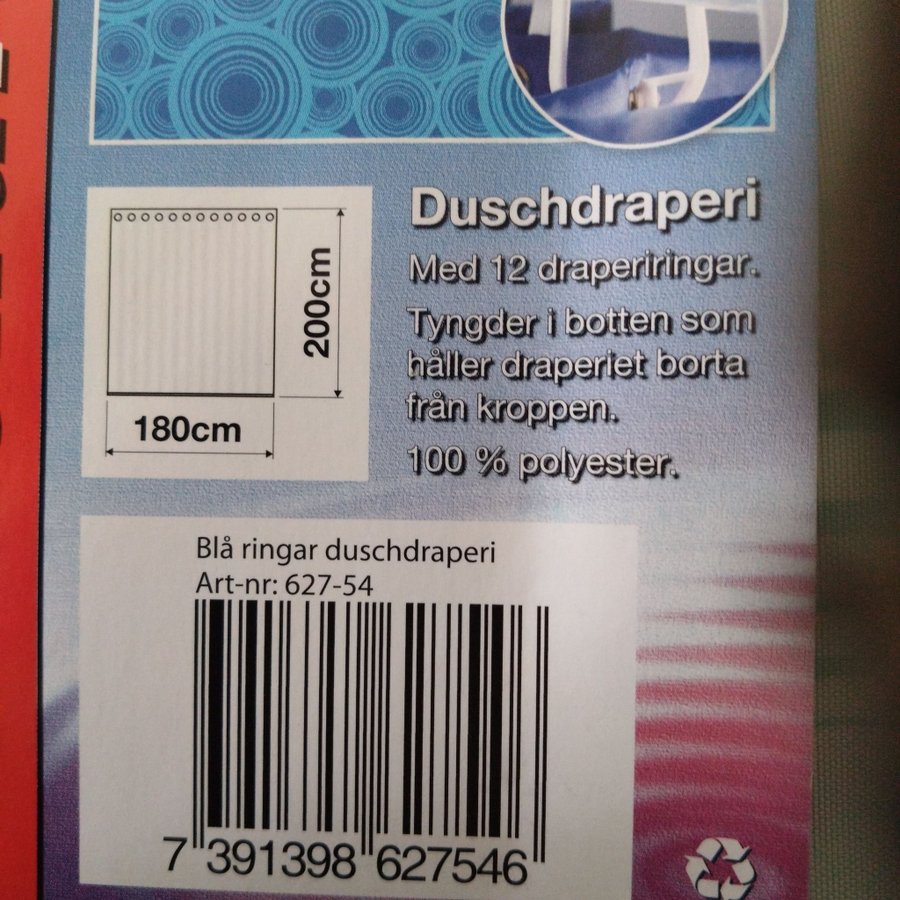 Duschdraperi
Med 12 draperiringar.
Tyngder i botten som
håller draperiet borta
från kroppen.
100 % polyester.
200cm
180cm
Blå ringar duschdraperi
Art-nr: 627-54
7 391398 627546